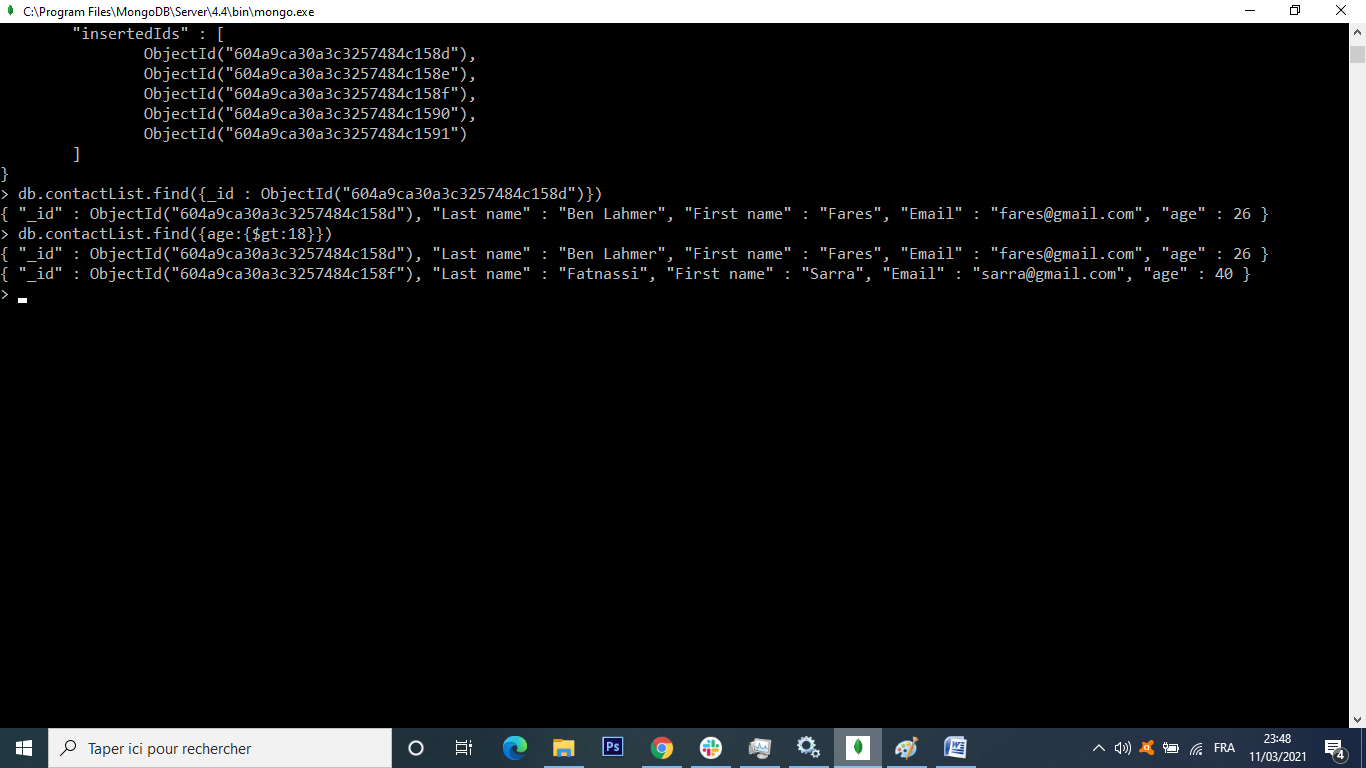 C:\Program Files\MongoDB\Server\4.4\bin\mongo.exe
"insertedIds" : [
ObjectId("604a9ca30a3c3257484c158d"),
ObjectId("604a9ca30a3c3257484c158e"),
ObjectId("604a9ca30a3c3257484c158f"),
ObjectId("604a9ca30a3c3257484c1590"),
ObjectId("604a9ca30a3c3257484c1591")
]
}
> db.contactList.find({_id : ObjectId("604a9ca30a3c3257484c158d")})
{ "_id" : ObjectId("604a9ca30a3c3257484c158d"), "Last name" : "Ben Lahmer", "First name" : "Fares", "Email" : "fares@gmail.com", "age" : 26 }
> db.contactList.find({age:{$gt:18}})
{ "_id" : ObjectId("604a9ca30a3c3257484c158d"), "Last name" : "Ben Lahmer", "First name" : "Fares", "Email" : "fares@gmail.com", "age" : 26 }
{ "_id" : ObjectId("604a9ca30a3c3257484c158f"), "Last name" : "Fatnassi", "First name" : "Sarra", "Email" : "sarra@gmail.com", "age" : 40 }
>
Taper ici pour rechercher
Ps
W
FRA
23:48
11/03/2021
4